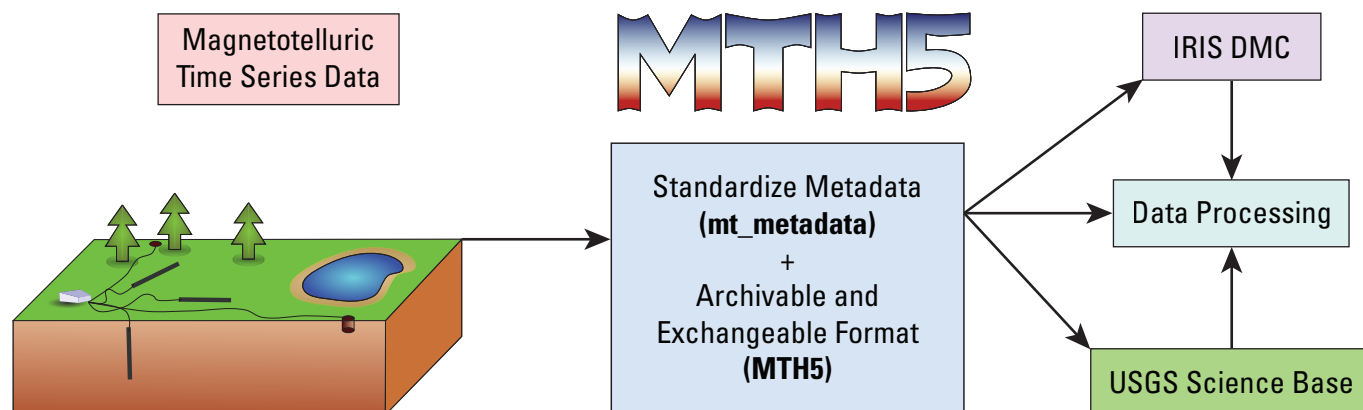 Magnetotelluric
Time Series Data
MTH5
Standardize Metadata
(mt_metadata)
+
Archivable and
Exchangeable Format
(MTH5)
IRIS DMC
Data Processing
USGS Science Base